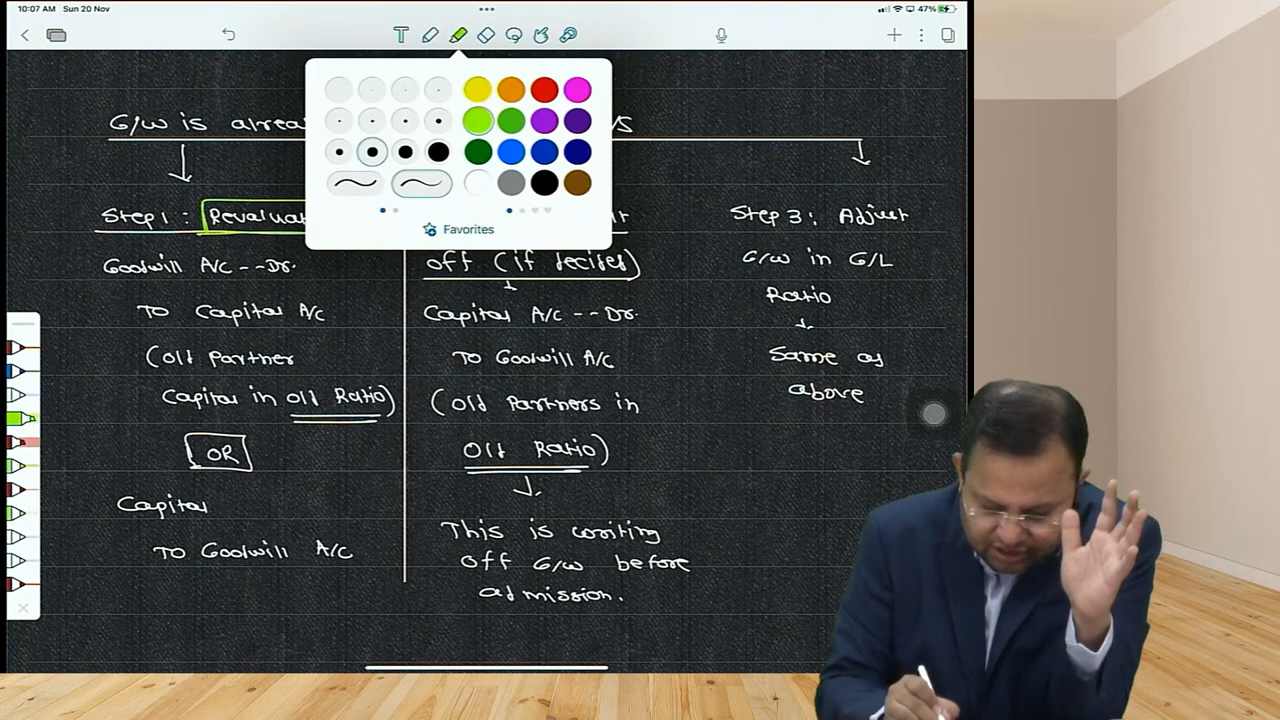 10:07 AM Sun 20 Nov
47%
G/W is alrea
/S
Step 1 : Revaluat
Goodwill A/C -- Dr.
To Capital A/C
(Old Partner
Capital in Old Ratio)
OR
Capital
To Goodwill A/C
off (if decides)
Capital A/C -- Dr.
To Goodwill A/C
(Old Partners in
Old Ratio)
This is writing
off G/W before
admission.
Step 3 : Adjust
G/W in G/L
Ratio
Same as
above
Favorites